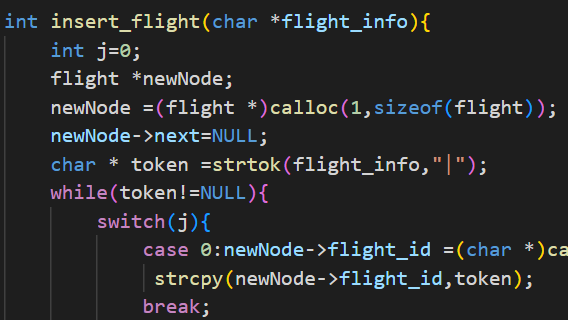 int insert_flight(char *flight_info){
int j=0;
flight *newNode;
newNode =(flight *)calloc(1,sizeof(flight));
newNode->next=NULL;
char * token =strtok(flight_info,"|");
while(token!=NULL){
switch(j){
case 0:newNode->flight_id =(char *)ca
strcpy(newNode->flight_id,token);
break;